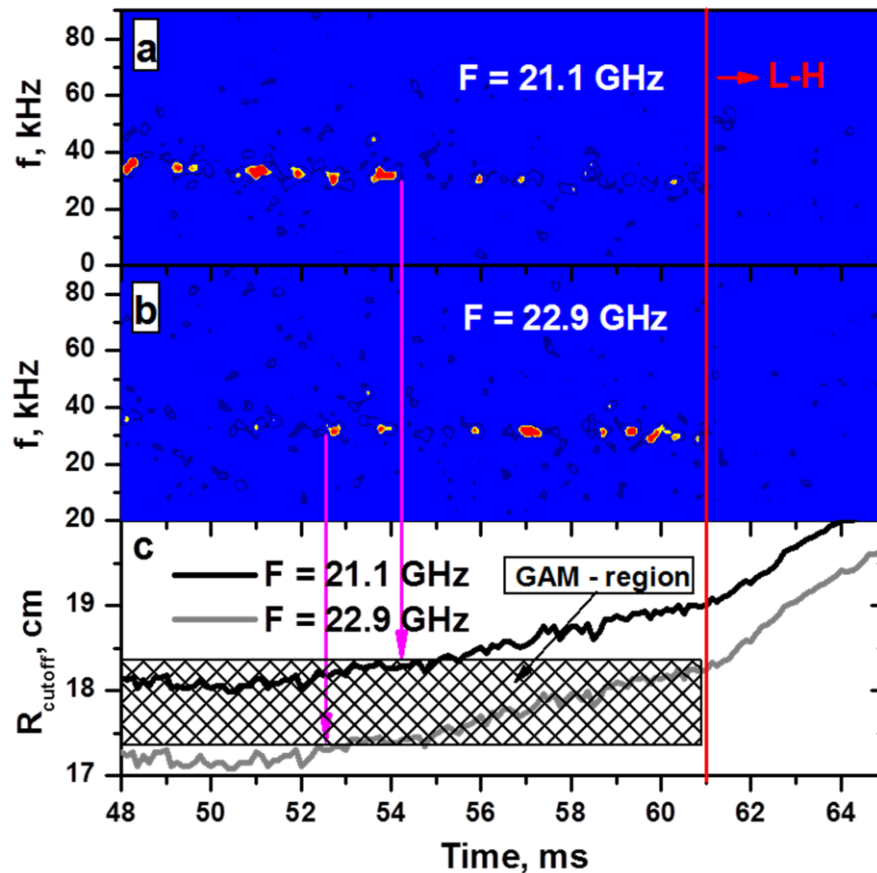 a
F = 21.1 GHz
L-H
f, kHz
80
60
40
20
0
b
F = 22.9 GHz
f, kHz
80
60
40
20
20
c
F = 21.1 GHz
F = 22.9 GHz
GAM - region
R cutoff, cm
19
18
17
48 50 52 54 56 58 60 62 64
Time, ms